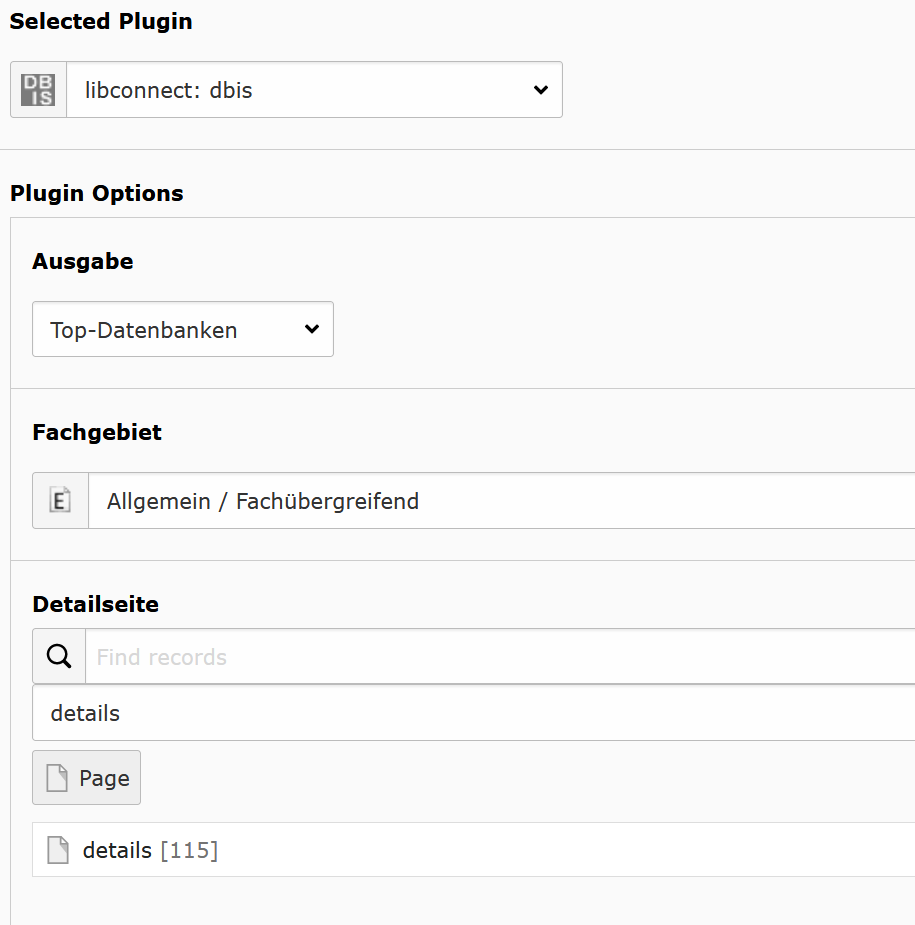 Selected Plugin
DB
IS
libconnect: dbis
Plugin Options
Ausgabe
Top-Datenbanken
Fachgebiet
E
Allgemein / Fachübergreifend
Detailseite
Find records
details
Page
details [115]